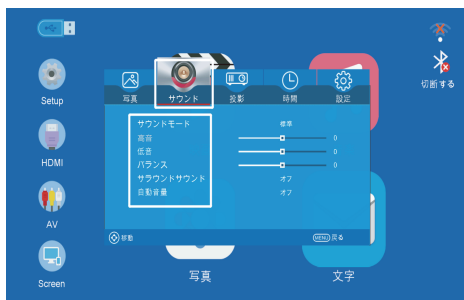 Setup
HDMI
AV
Screen
切断する
写真
サウンド
投影
時間
設定
サウンドモード 標準
高音 0
低音 0
バランス 0
サラウンドサウンド オフ
自動音量 オフ
移動
MENU 戻る
写真
文字